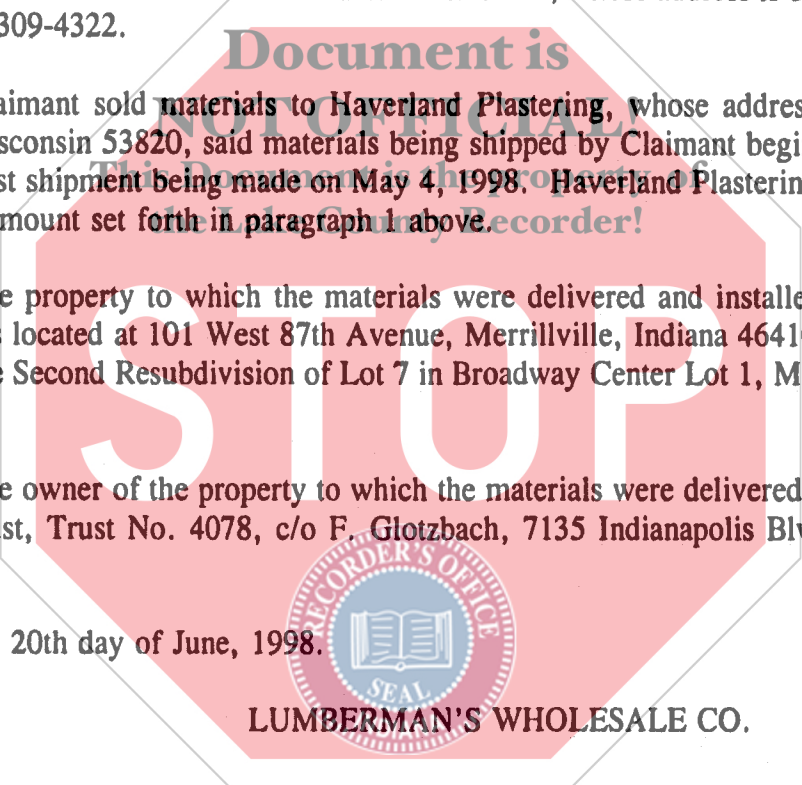 309-4322.
Document is
NOT OFFICIAL!
This Document is the property of
the Lake County Recorder!
aimant sold materials to Haverland Plastering, whose addres
sconsin 53820, said materials being shipped by Claimant begi
st shipment being made on May 4, 1998. Haverland Plasterin
mount set forth in paragraph 1 above.
e property to which the materials were delivered and installe
s located at 101 West 87th Avenue, Merrillville, Indiana 4641
e Second Resubdivision of Lot 7 in Broadway Center Lot 1, M
STOP
e owner of the property to which the materials were delivered
st, Trust No. 4078, c/o F. Glotzbach, 7135 Indianapolis Blv
20th day of June, 1998.
RECORDER'S OFFICE
SEAL
INDIANA
LUMBERMAN'S WHOLESALE CO.